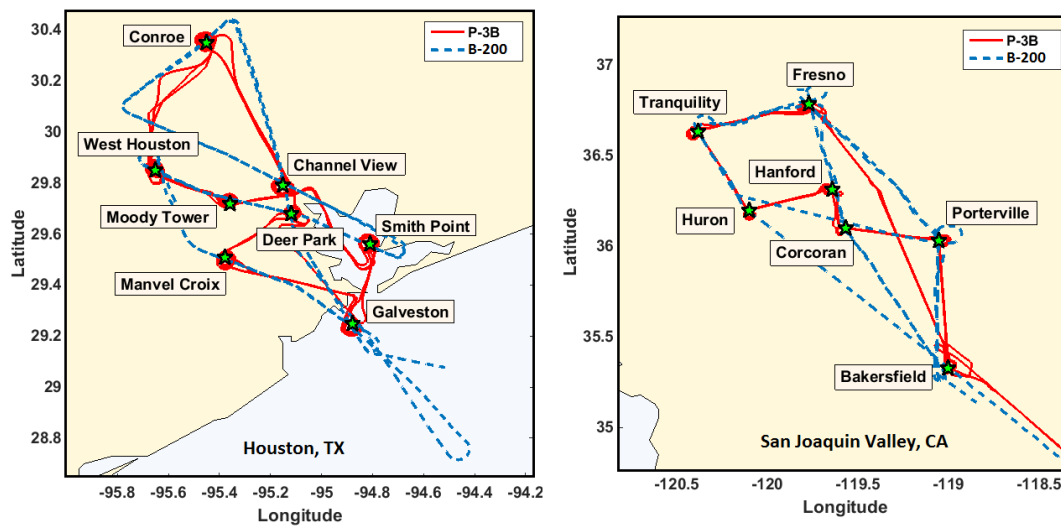 30.4
30.2
30
29.8
29.6
29.4
29.2
29
28.8
Latitude
P-3B
B-200
Conroe
West Houston
Channel View
Moody Tower
Smith Point
Deer Park
Manvel Croix
Galveston
Houston, TX
-95.8 -95.6 -95.4 -95.2 -95 -94.8 -94.6 -94.4 -94.2
Longitude
37
36.5
36
35.5
35
Latitude
P-3B
B-200
Fresno
Tranquility
Hanford
Huron
Porterville
Corcoran
Bakersfield
San Joaquin Valley, CA
-120.5 -120 -119.5 -119 -118.5
Longitude